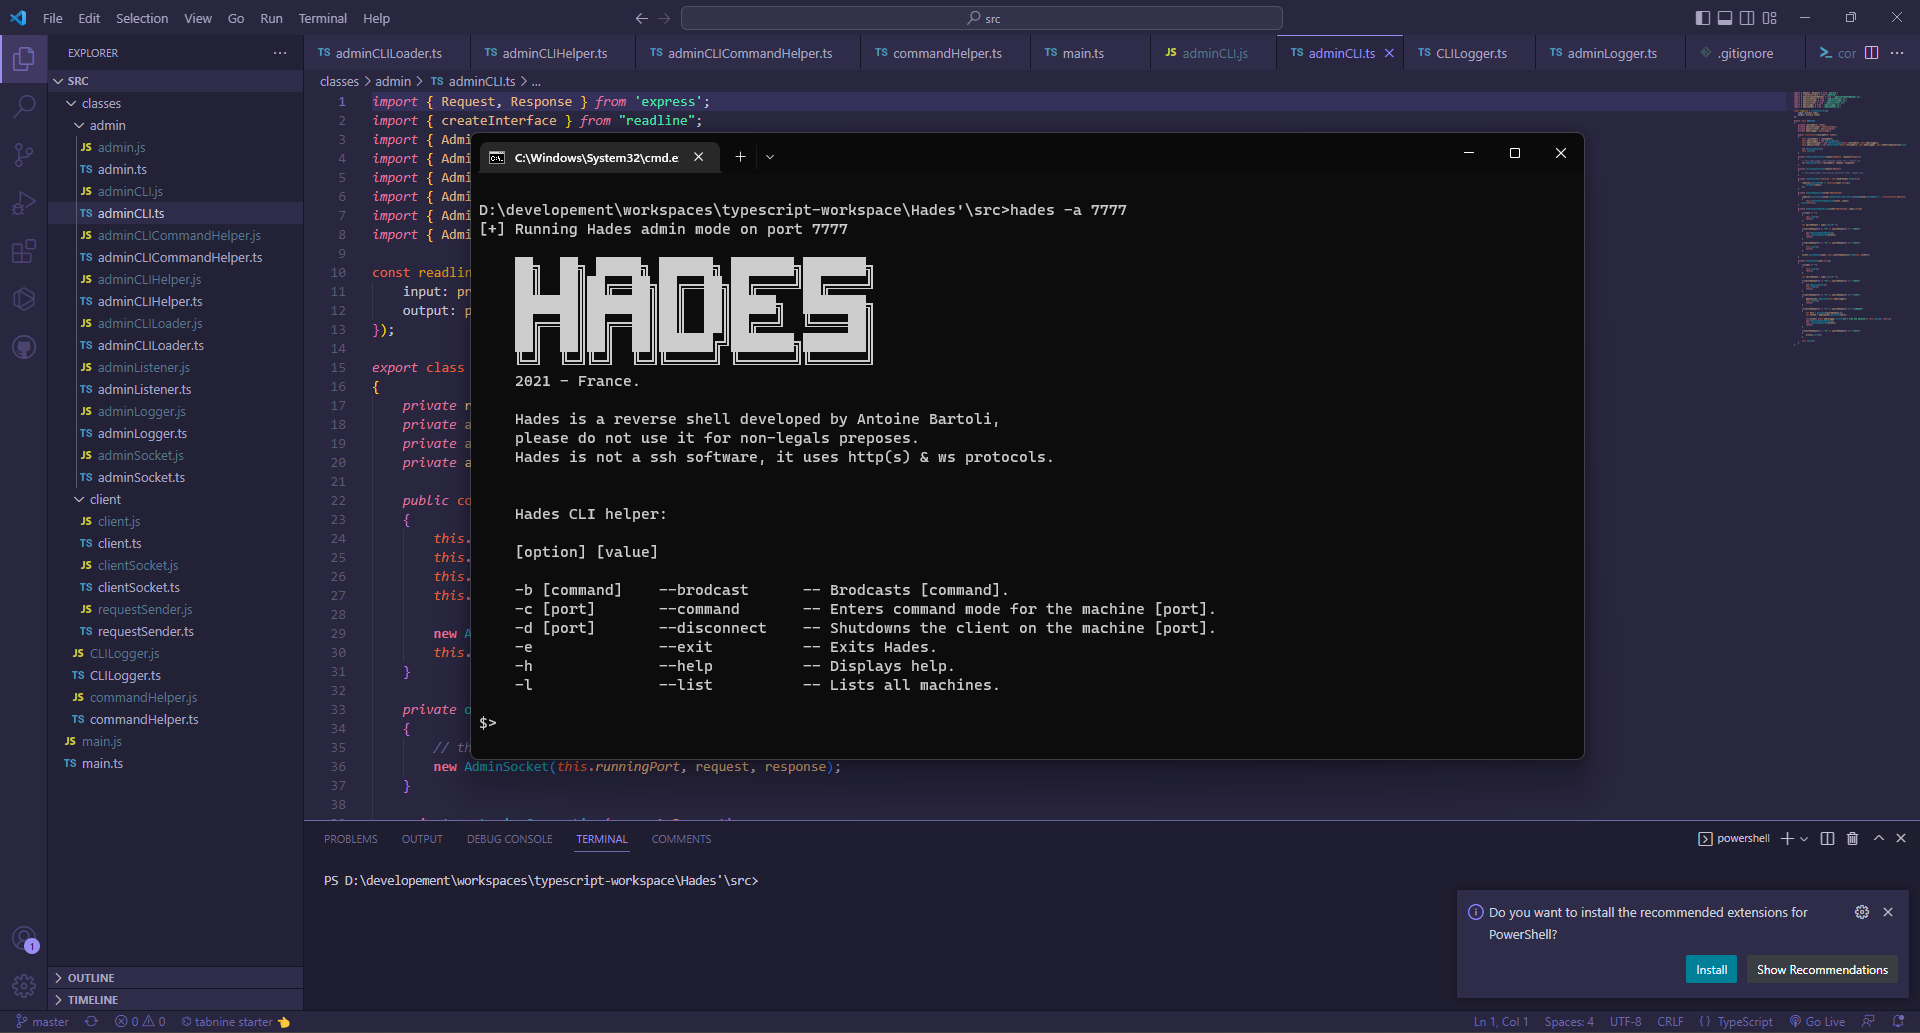 File Edit Selection View Go Run Terminal Help
src
EXPLORER
SRC
classes
admin
JS admin.js
TS admin.ts
JS adminCLI.js
TS adminCLI.ts
JS adminCLICommandHelper.js
TS adminCLICommandHelper.ts
JS adminCLIHelper.js
TS adminCLIHelper.ts
JS adminCLILoader.js
TS adminCLILoader.ts
JS adminListener.js
TS adminListener.ts
JS adminLogger.js
TS adminLogger.ts
JS adminSocket.js
TS adminSocket.ts
client
JS client.js
TS client.ts
JS clientSocket.js
TS clientSocket.ts
JS requestSender.js
TS requestSender.ts
JS CLILogger.js
TS CLILogger.ts
JS commandHelper.js
TS commandHelper.ts
JS main.js
TS main.ts
OUTLINE
TIMELINE
TS adminCLILoader.ts TS adminCLIHelper.ts TS adminCLICommandHelper.ts TS commandHelper.ts TS main.ts JS adminCLI.js TS adminCLI.ts TS CLILogger.ts TS adminLogger.ts .gitignore cor
classes > admin > TS adminCLI.ts > ...
1 import { Request, Response } from 'express';
2 import { createInterface } from "readline";
3 import { Admi
4 import { Admi
5 import { Admi
6 import { Admi
7 import { Admi
8 import { Admi
9
10 const readlin
11 input: pr
12 output: p
13 });
14
15 export class
16 {
17 private r
18 private a
19 private a
20 private a
21
22 public co
23 {
24 this.
25 this.
26 this.
27 this.
28
29 new A
30 this.
31 }
32
33 private o
34 {
35 // th
36 new AdminSocket(this.runningPort, request, response);
37 }
38
C:\Windows\System32\cmd.e
D:\developement\workspaces\typescript-workspace\Hades'\src>hades -a 7777
[+] Running Hades admin mode on port 7777
HADES
2021 - France.
Hades is a reverse shell developed by Antoine Bartoli,
please do not use it for non-legals preposes.
Hades is not a ssh software, it uses http(s) & ws protocols.
Hades CLI helper:
[option] [value]
-b [command] --brodcast -- Brodcasts [command].
-c [port] --command -- Enters command mode for the machine [port].
-d [port] --disconnect -- Shutdowns the client on the machine [port].
-e --exit -- Exits Hades.
-h --help -- Displays help.
-l --list -- Lists all machines.
$>
PROBLEMS OUTPUT DEBUG CONSOLE TERMINAL COMMENTS
powershell
PS D:\developement\workspaces\typescript-workspace\Hades'\src>
Do you want to install the recommended extensions for
PowerShell?
Install Show Recommendations
1
master 0 0 tabnine starter Ln 1, Col 1 Spaces: 4 UTF-8 CRLF {} TypeScript Go Live